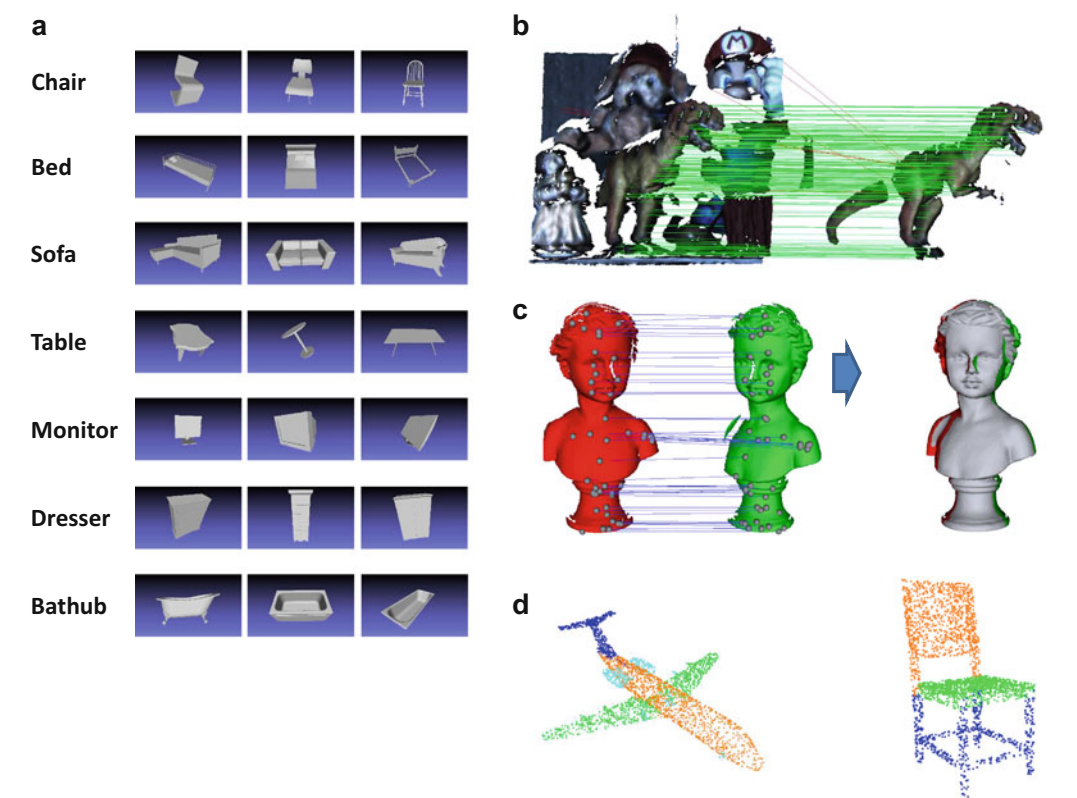 a
Chair
Bed
Sofa
Table
Monitor
Dresser
Bathub
b
M
c
d